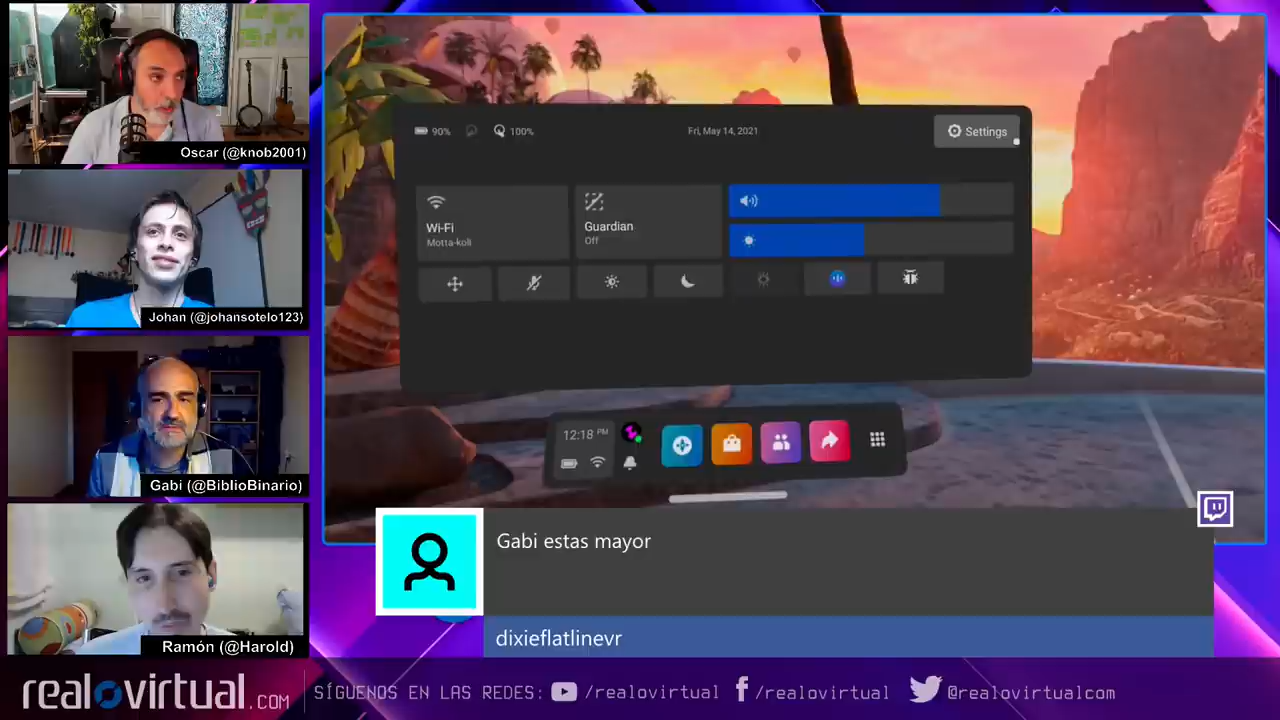 Oscar (@knob2001)
Johan (@johansotelo123)
Gabi (@BiblioBinario)
Ramón (@Harold)
90%
100%
Fri, May 14, 2021
Settings
Wi-Fi
Motta-koli
Guardian
Off
12:18 PM
Gabi estas mayor
dixieflatlinevr
realovirtual.com
SÍGUENOS EN LAS REDES:
/realovirtual
/realovirtual
@realovirtualcom